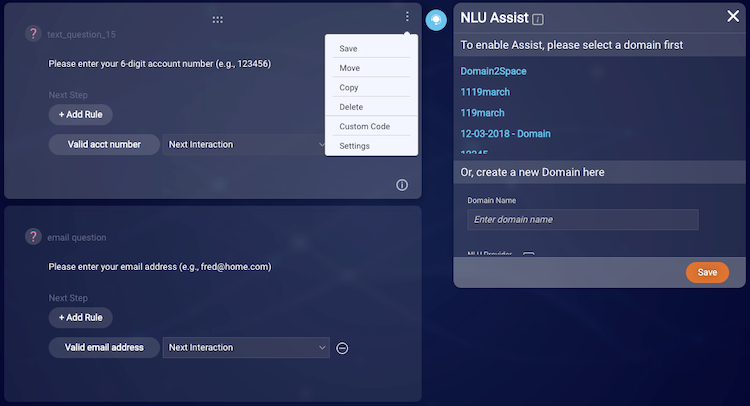 text_question_15
Please enter your 6-digit account number (e.g., 123456)
Next Step
+ Add Rule
Valid acct number
Next Interaction
Save
Move
Copy
Delete
Custom Code
Settings
email question
Please enter your email address (e.g., fred@home.com)
Next Step
+ Add Rule
Valid email address
Next Interaction
NLU Assist
To enable Assist, please select a domain first
Domain2Space
1119march
119march
12-03-2018 - Domain
12345
Or, create a new Domain here
Domain Name
Enter domain name
NLU Provider
Save